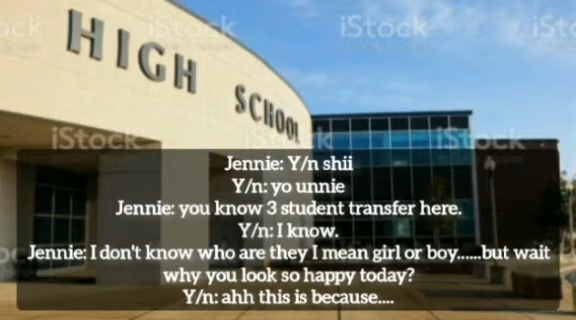 iStock
iStock
HIGH SCHOOL
iStock
iStock
Jennie: Y/n shii
Y/n: yo unnie
Jennie: you know 3 student transfer here.
Y/n: I know.
Jennie: I don't know who are they I mean girl or boy......but wait
why you look so happy today?
Y/n: ahh this is because....